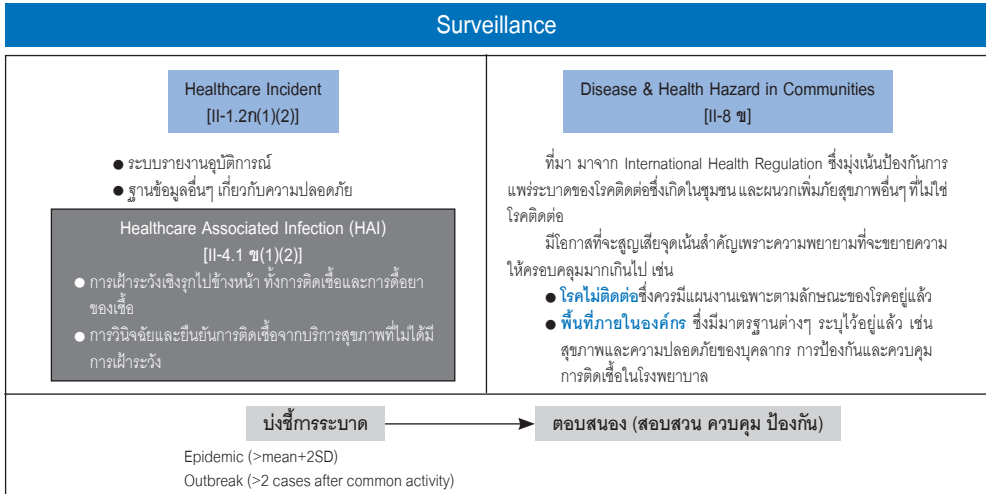 Surveillance
Healthcare Incident
[II-1.2ก(1)(2)]
● ระบบรายงานอุบัติการณ์
● ฐานข้อมูลอื่นๆ เกี่ยวกับความปลอดภัย
Healthcare Associated Infection (HAI)
[II-4.1 ข(1)(2)]
● การเฝ้าระวังเชิงรุกไปข้างหน้า ทั้งการติดเชื้อและการดื้อยา
ของเชื้อ
● การวินิจฉัยและยืนยันการติดเชื้อจากบริการสุขภาพที่ไม่ได้มี
การเฝ้าระวัง
Disease & Health Hazard in Communities
[II-8 ข]
ที่มา มาจาก International Health Regulation ซึ่งมุ่งเน้นป้องกันการ
แพร่ระบาดของโรคติดต่อซึ่งเกิดในชุมชน และผนวกเพิ่มภัยสุขภาพอื่นๆ ที่ไม่ใช่
โรคติดต่อ
มีโอกาสที่จะสูญเสียจุดเน้นสำคัญเพราะความพยายามที่จะขยายความ
ให้ครอบคลุมมากเกินไป เช่น
● โรคไม่ติดต่อซึ่งควรมีแผนงานเฉพาะตามลักษณะของโรคอยู่แล้ว
● พื้นที่ภายในองค์กร ซึ่งมีมาตรฐานต่างๆ ระบุไว้อยู่แล้ว เช่น
สุขภาพและความปลอดภัยของบุคลากร การป้องกันและควบคุม
การติดเชื้อในโรงพยาบาล
บ่งชี้การระบาด
ตอบสนอง (สอบสวน ควบคุม ป้องกัน)
Epidemic (>mean+2SD)
Outbreak (>2 cases after common activity)